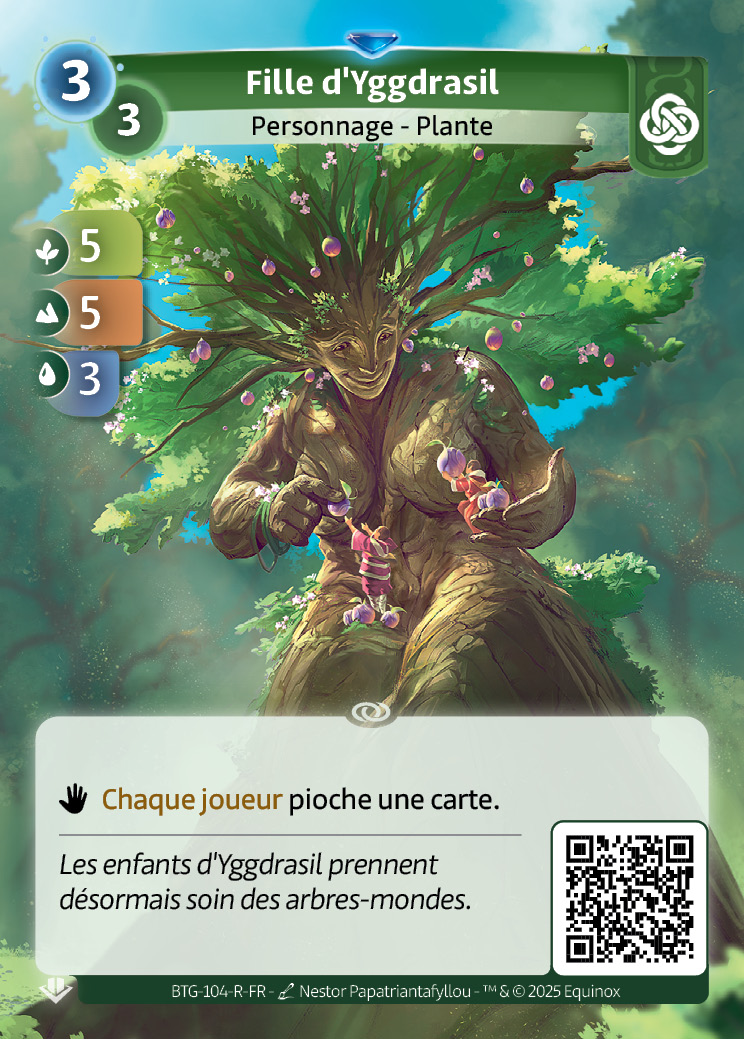 3
Fille d'Yggdrasil
3
Personnage - Plante
5
5
3
Chaque joueur pioche une carte.
Les enfants d'Yggdrasil prennent
désormais soin des arbres-mondes.
BTG-104-R-FR - Nestor Papatriantafyllou - ™ & © 2025 Equinox